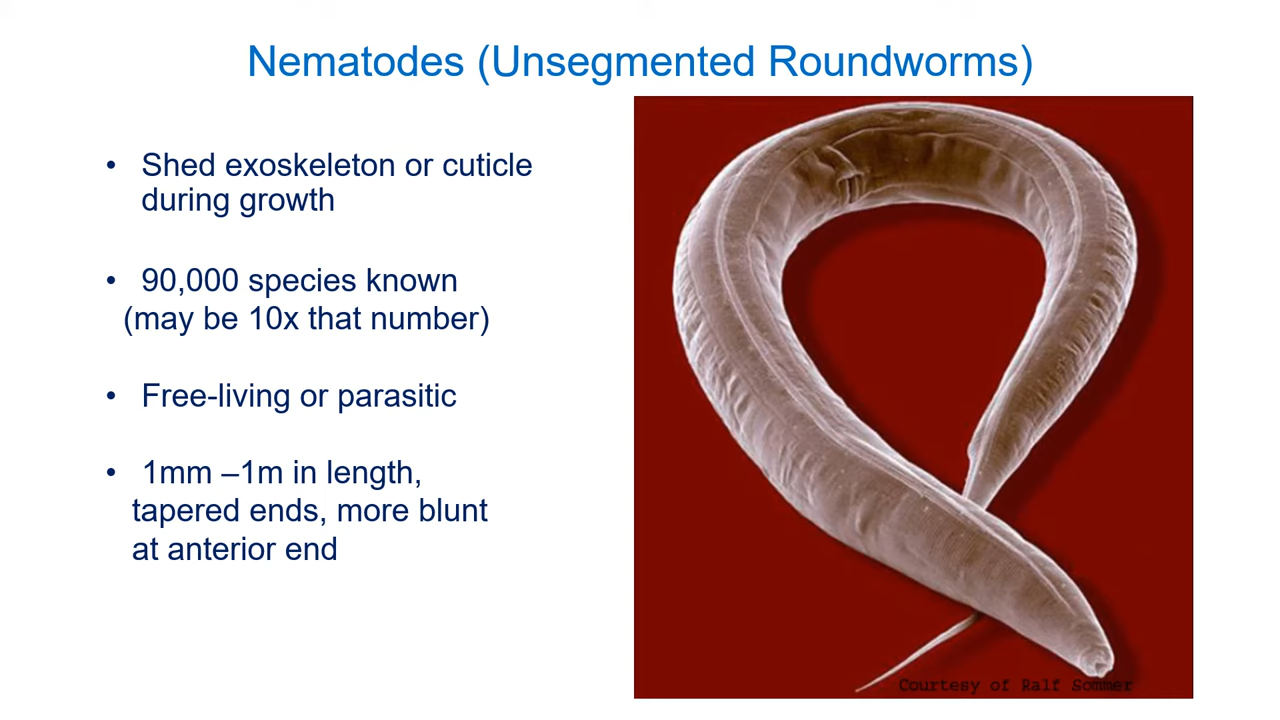 Nematodes (Unsegmented Roundworms)
• Shed exoskeleton or cuticle
during growth
• 90,000 species known
(may be 10x that number)
• Free-living or parasitic
• 1mm –1m in length,
tapered ends, more blunt
at anterior end
Courtesy of Ralf Sommer